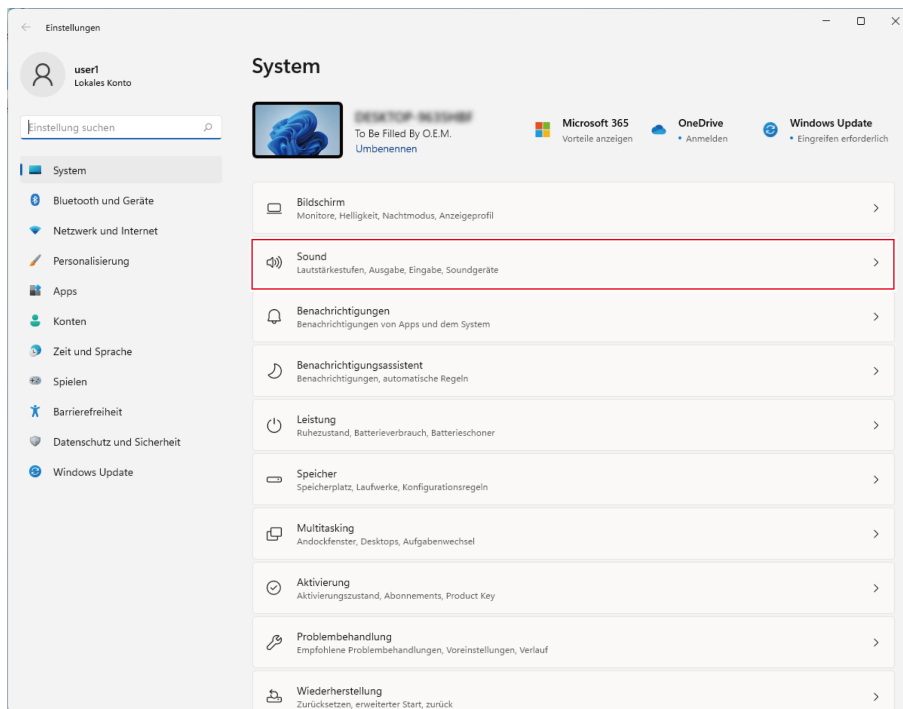 Einstellungen
user1
Lokales Konto
Einstellung suchen
System
Bluetooth und Geräte
Netzwerk und Internet
Personalisierung
Apps
Konten
Zeit und Sprache
Spielen
Barrierefreiheit
Datenschutz und Sicherheit
Windows Update
System
To Be Filled By O.E.M.
Umbenennen
Microsoft 365
Vorteile anzeigen
OneDrive
• Anmelden
Windows Update
• Eingreifen erforderlich
Bildschirm
Monitore, Helligkeit, Nachtmodus, Anzeigeprofil
Sound
Lautstärkestufen, Ausgabe, Eingabe, Soundgeräte
Benachrichtigungen
Benachrichtigungen von Apps und dem System
Benachrichtigungsassistent
Benachrichtigungen, automatische Regeln
Leistung
Ruhezustand, Batterieverbrauch, Batterieschoner
Speicher
Speicherplatz, Laufwerke, Konfigurationsregeln
Multitasking
Andockfenster, Desktops, Aufgabenwechsel
Aktivierung
Aktivierungszustand, Abonnements, Product Key
Problembehandlung
Empfohlene Problembehandlungen, Voreinstellungen, Verlauf
Wiederherstellung
Zurücksetzen, erweiterter Start, zurück